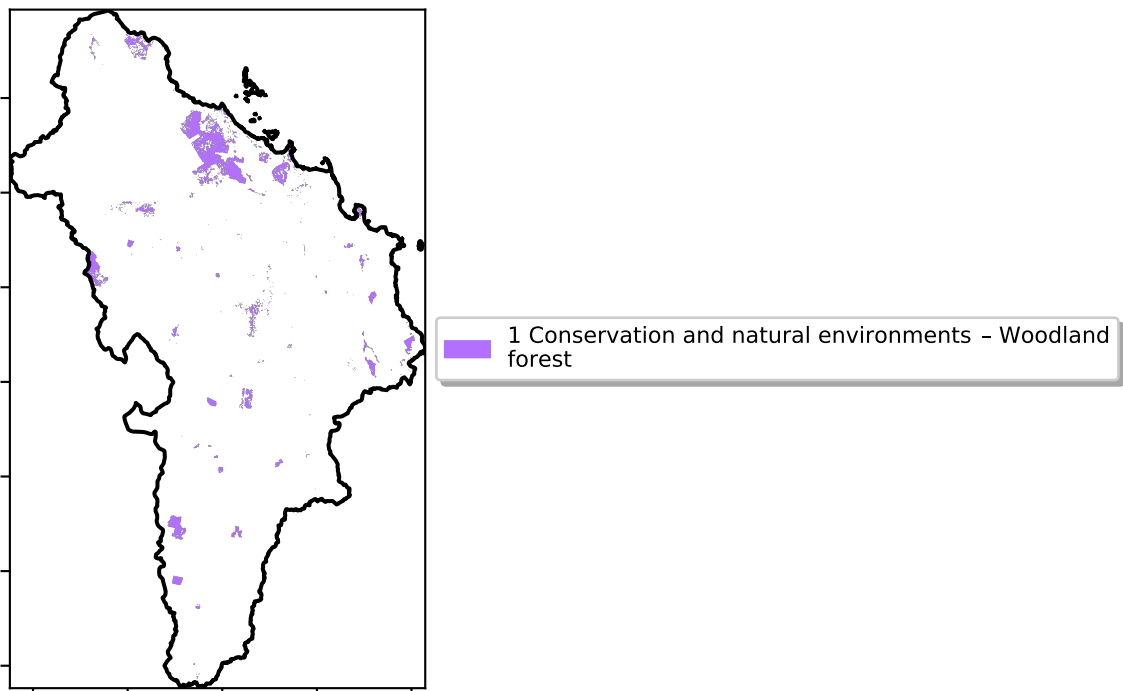 1 Conservation and natural environments – Woodland
forest